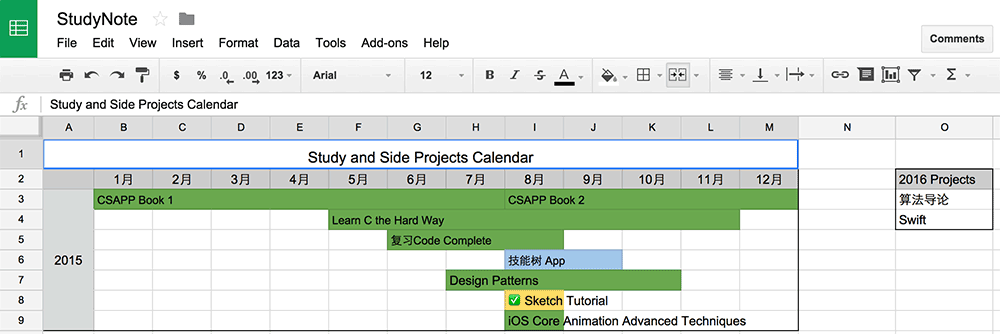 StudyNote
File Edit View Insert Format Data Tools Add-ons Help
Comments
$ % .0 .00 123 Arial 12 B I S A Σ
fx Study and Side Projects Calendar
A B C D E F G H I J K L M N O
1 Study and Side Projects Calendar
2 1月 2月 3月 4月 5月 6月 7月 8月 9月 10月 11月 12月 2016 Projects
3 CSAPP Book 1 CSAPP Book 2 算法导论
4 Learn C the Hard Way Swift
5 复习Code Complete
6 2015 技能树 App
7 Design Patterns
8 ✅ Sketch Tutorial
9 iOS Core Animation Advanced Techniques